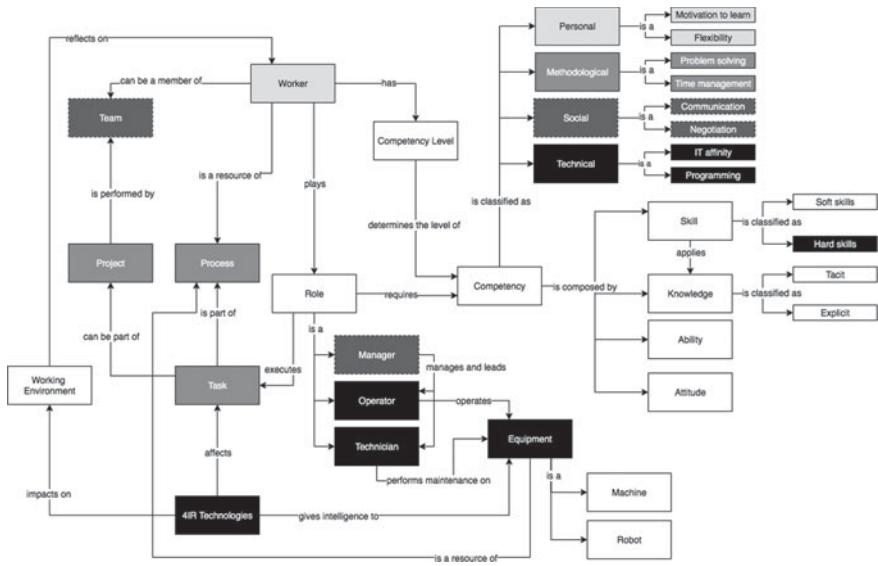 Personal
is a
Motivation to learn
Flexibility
reflects on
can be a member of
Worker
has
Methodological
is a
Problem solving
Time management
Team
Competency Level
Social
is a
Communication
Negotiation
is a resource of
plays
Technical
is a
IT affinity
Programming
is performed by
is classified as
determines the level of
Skill
is classified as
Soft skills
Hard skills
applies
Project
Process
Role
requires
Competency
is composed by
Knowledge
is classified as
Tacit
Explicit
can be part of
is part of
is a
Ability
executes
Manager
manages and leads
Working
Environment
Task
Operator
operates
Attitude
affects
Technician
Equipment
performs maintenance on
is a
impacts on
Machine
4IR Technologies
gives intelligence to
Robot
is a resource of